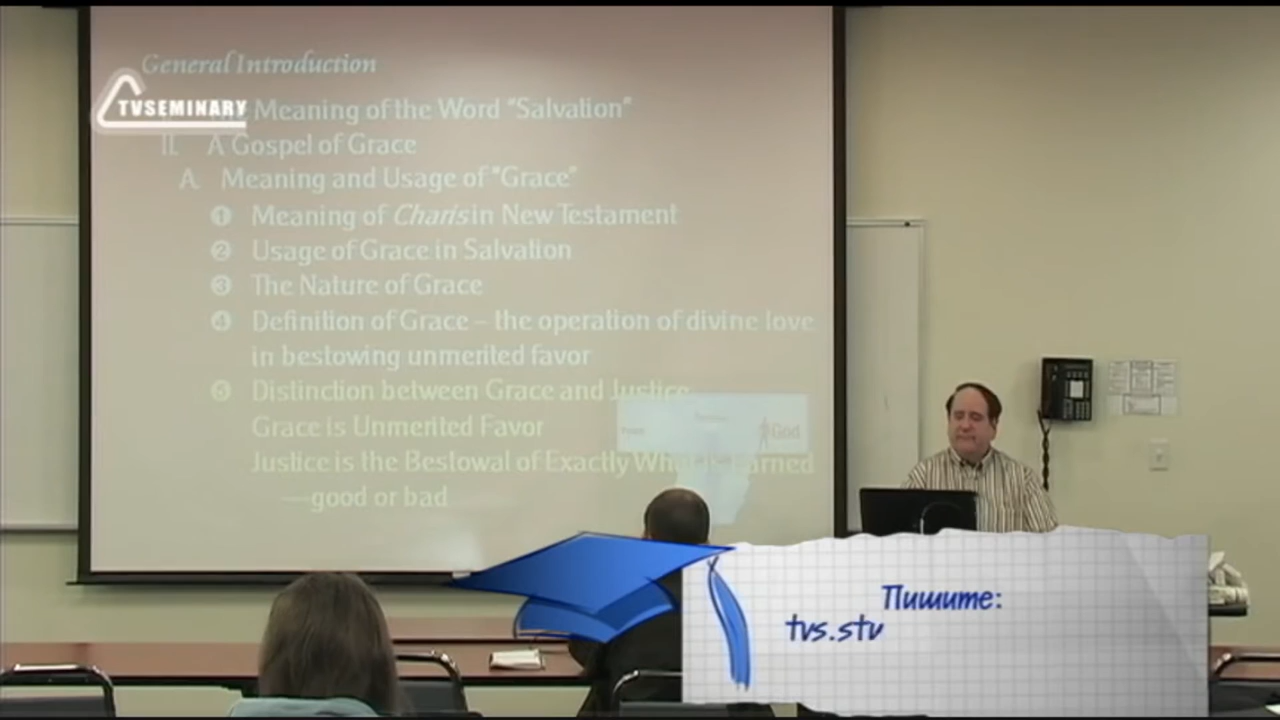 General Introduction
TVSEMINARY
Meaning of the Word "Salvation"
II. A Gospel of Grace
A. Meaning and Usage of "Grace"
1 Meaning of Charis in New Testament
2 Usage of Grace in Salvation
3 The Nature of Grace
4 Definition of Grace – the operation of divine love
in bestowing unmerited favor
5 Distinction between Grace and Justice
Grace is Unmerited Favor
God
Justice is the Bestowal of Exactly What is Earned
—good or bad
Пишите:
tvs.stv